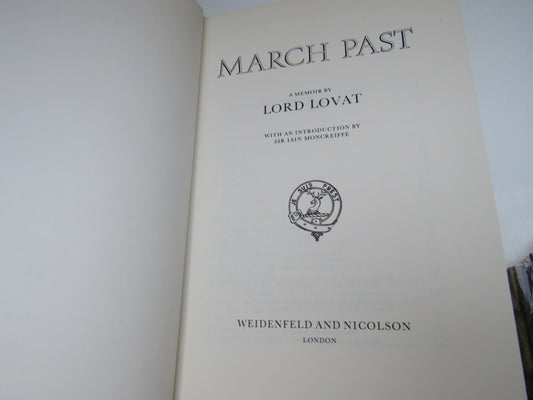 MARCH PAST
A MEMOIR BY
LORD LOVAT
WITH AN INTRODUCTION BY
SIR IAIN MONCREIFFE
JE SUIS PREST
WEIDENFELD AND NICOLSON
LONDON